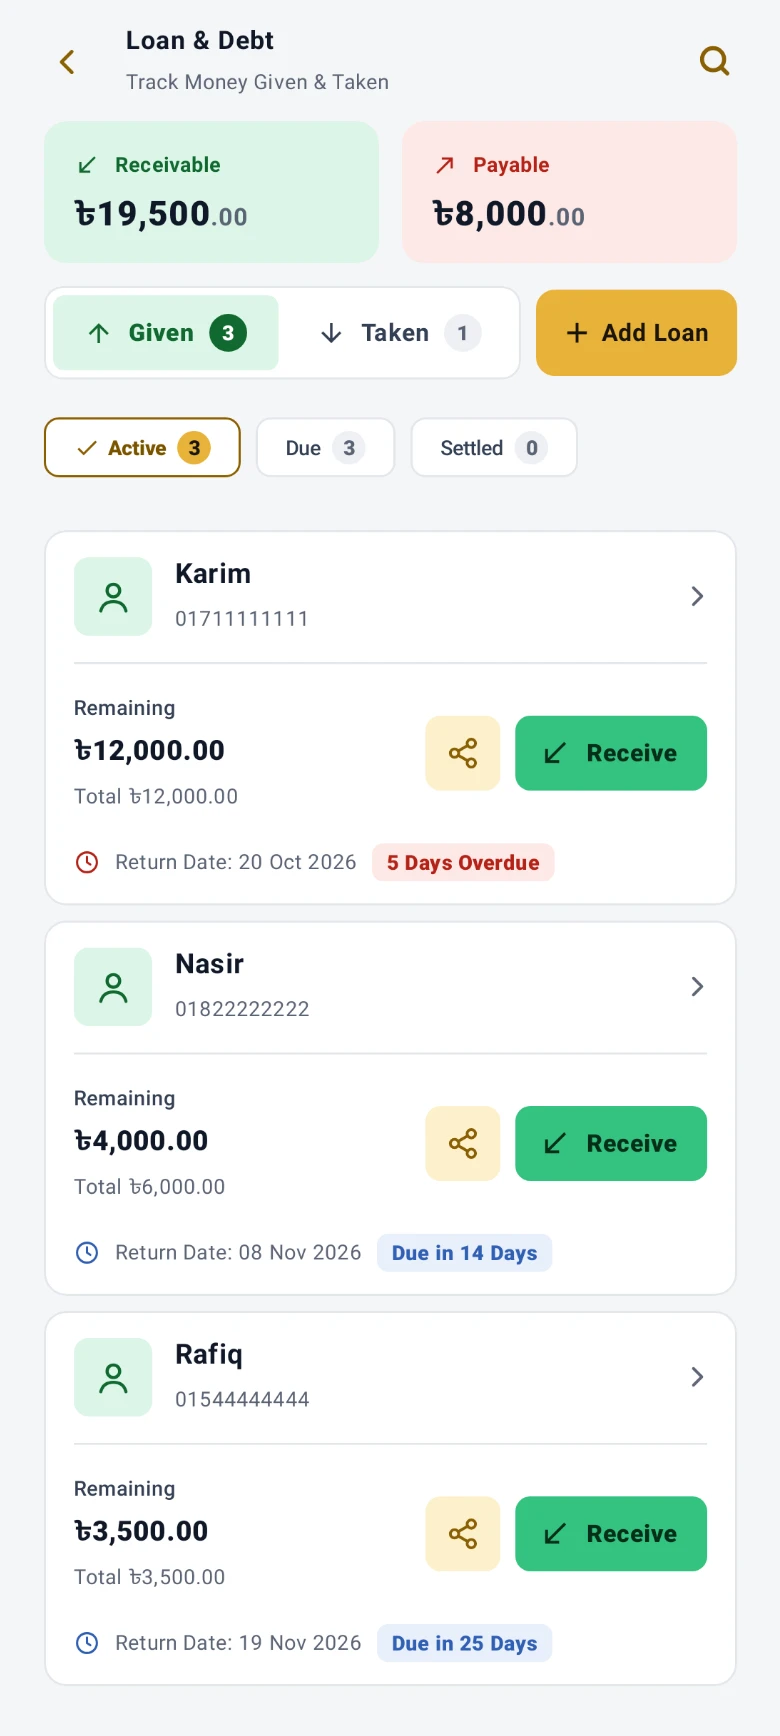 Loan & Debt
Track Money Given & Taken
Receivable
৳19,500.00
Payable
৳8,000.00
Given 3
Taken 1
+ Add Loan
Active 3
Due 3
Settled 0
Karim
01711111111
Remaining
৳12,000.00
Total ৳12,000.00
Receive
Return Date: 20 Oct 2026
5 Days Overdue
Nasir
01822222222
Remaining
৳4,000.00
Total ৳6,000.00
Receive
Return Date: 08 Nov 2026
Due in 14 Days
Rafiq
01544444444
Remaining
৳3,500.00
Total ৳3,500.00
Receive
Return Date: 19 Nov 2026
Due in 25 Days